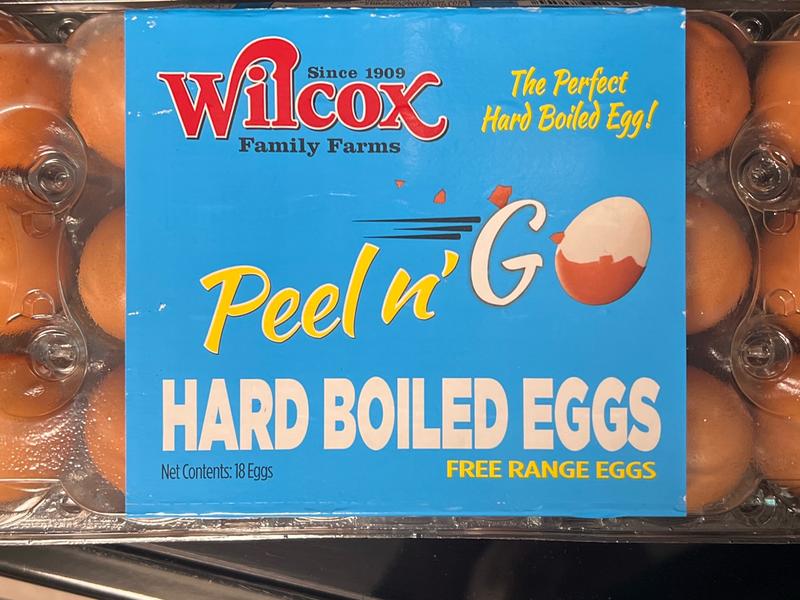 Since 1909
Wilcox
Family Farms
The Perfect
Hard Boiled Egg!
Peel n' GO
HARD BOILED EGGS
Net Contents: 18 Eggs
FREE RANGE EGGS